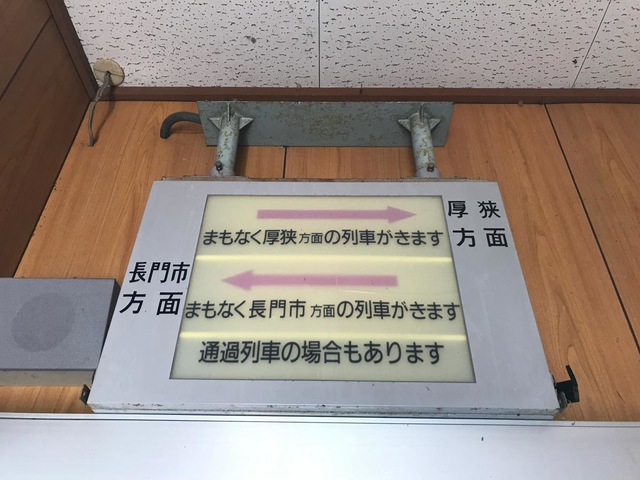 厚狭
方面
まもなく厚狭方面の列車がきます
長門市
方面
まもなく長門市方面の列車がきます
通過列車の場合もあります